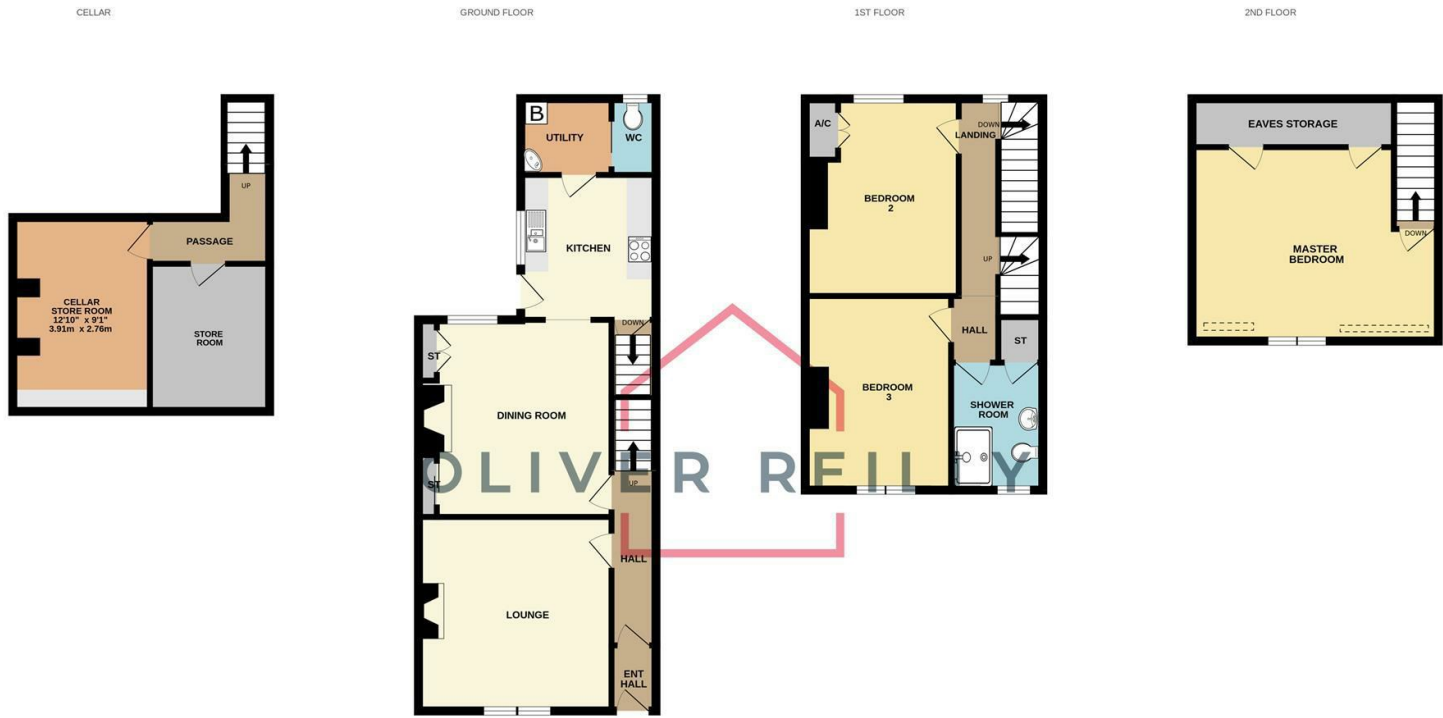 CELLAR
GROUND FLOOR
1ST FLOOR
2ND FLOOR
UP
PASSAGE
CELLAR
STORE ROOM
12'10" x 9'1"
3.91m x 2.76m
STORE
ROOM
B
UTILITY
WC
KITCHEN
DOWN
ST
DINING ROOM
ST
UP
HALL
LOUNGE
ENT
HALL
A/C
DOWN
LANDING
BEDROOM
2
UP
HALL
ST
BEDROOM
3
SHOWER
ROOM
EAVES STORAGE
DOWN
MASTER
BEDROOM
OLIVER REILLY